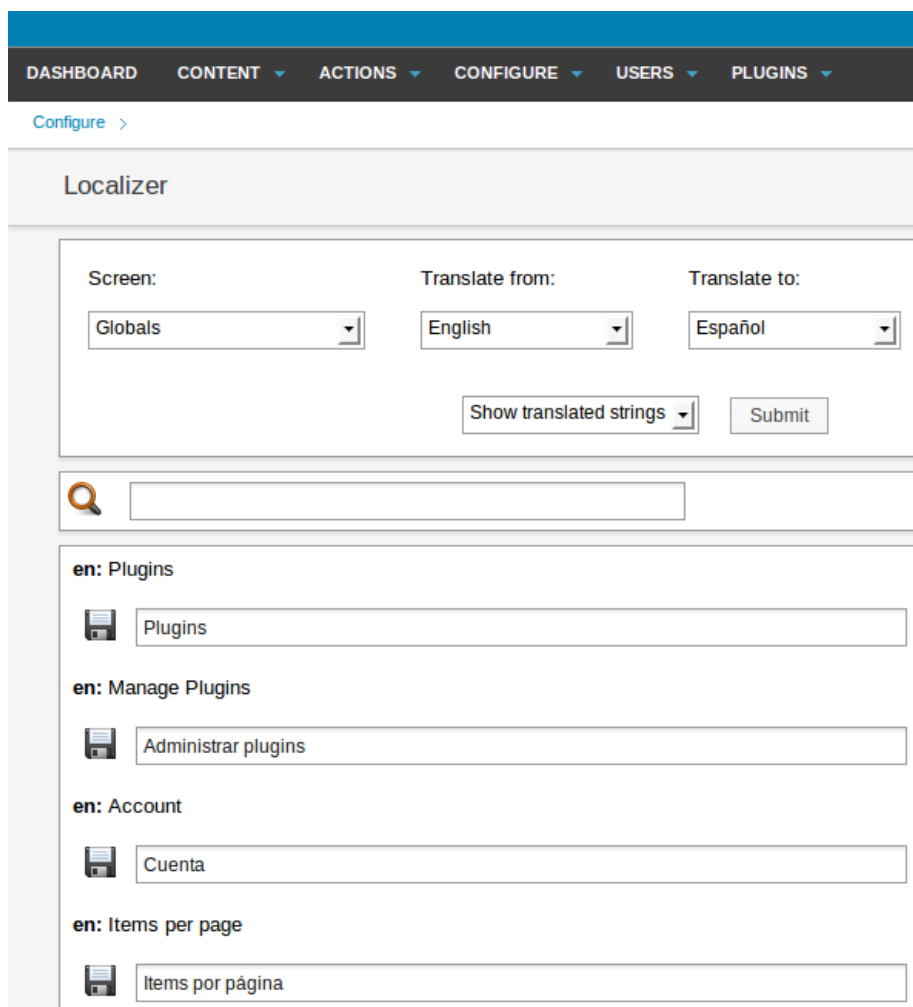 DASHBOARD CONTENT ACTIONS CONFIGURE USERS PLUGINS
Configure >
Localizer
Screen: Translate from: Translate to:
Globals English Español
Show translated strings Submit
en: Plugins
Plugins
en: Manage Plugins
Administrar plugins
en: Account
Cuenta
en: Items per page
Items por página